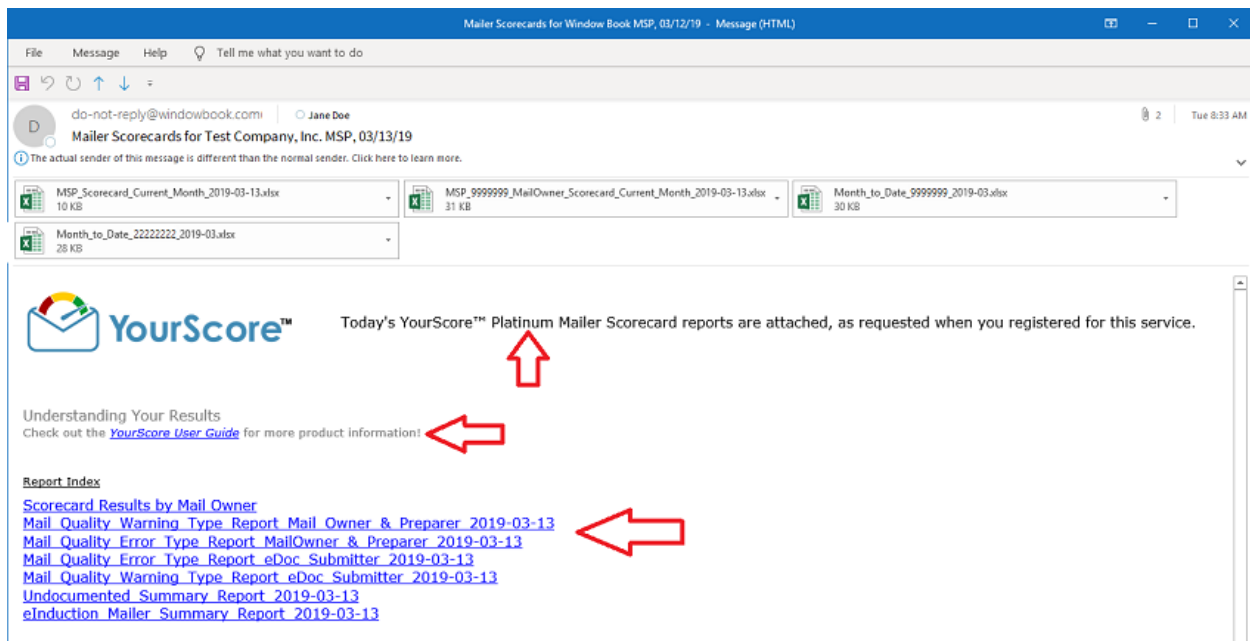 Mailer Scorecards for Window Book MSP, 03/12/19 - Message (HTML)
File Message Help Tell me what you want to do
D
do-not-reply@windowbook.com
Jane Doe
2
Tue 8:33 AM
Mailer Scorecards for Test Company, Inc. MSP, 03/13/19
The actual sender of this message is different than the normal sender. Click here to learn more.
MSP_Scorecard_Current_Month_2019-03-13.xlsx
10 KB
MSP_9999999_MailOwner_Scorecard_Current_Month_2019-03-13.xlsx
31 KB
Month_to_Date_9999999_2019-03.xlsx
30 KB
Month_to_Date_22222222_2019-03.xlsx
28 KB
YourScore™
Today's YourScore™ Platinum Mailer Scorecard reports are attached, as requested when you registered for this service.
Understanding Your Results
Check out the YourScore User Guide for more product information!
Report Index
Scorecard Results by Mail Owner
Mail_Quality_Warning_Type_Report_Mail_Owner_&_Preparer_2019-03-13
Mail_Quality_Error_Type_Report_MailOwner_&_Preparer_2019-03-13
Mail_Quality_Error_Type_Report_eDoc_Submitter_2019-03-13
Mail_Quality_Warning_Type_Report_eDoc_Submitter_2019-03-13
Undocumented_Summary_Report_2019-03-13
eInduction_Mailer_Summary_Report_2019-03-13